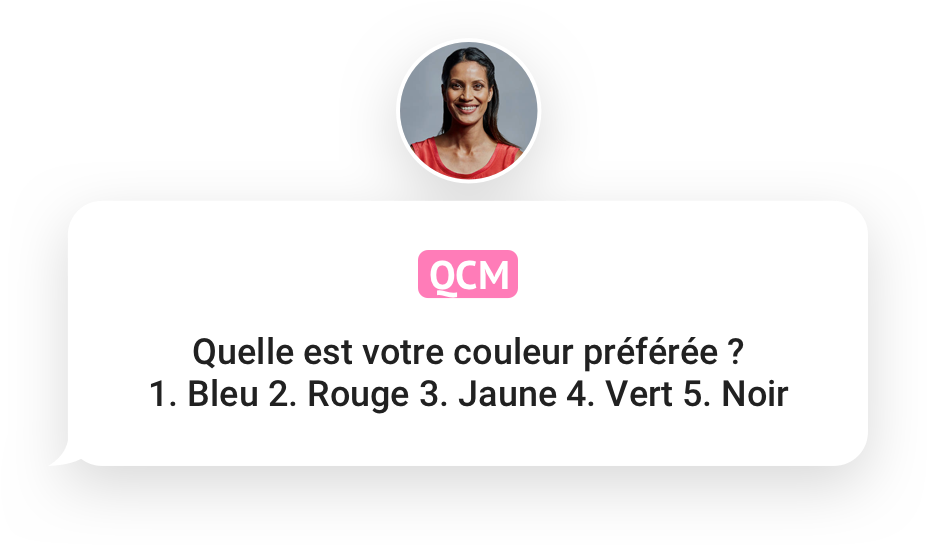 QCM
Quelle est votre couleur préférée ?
1. Bleu 2. Rouge 3. Jaune 4. Vert 5. Noir